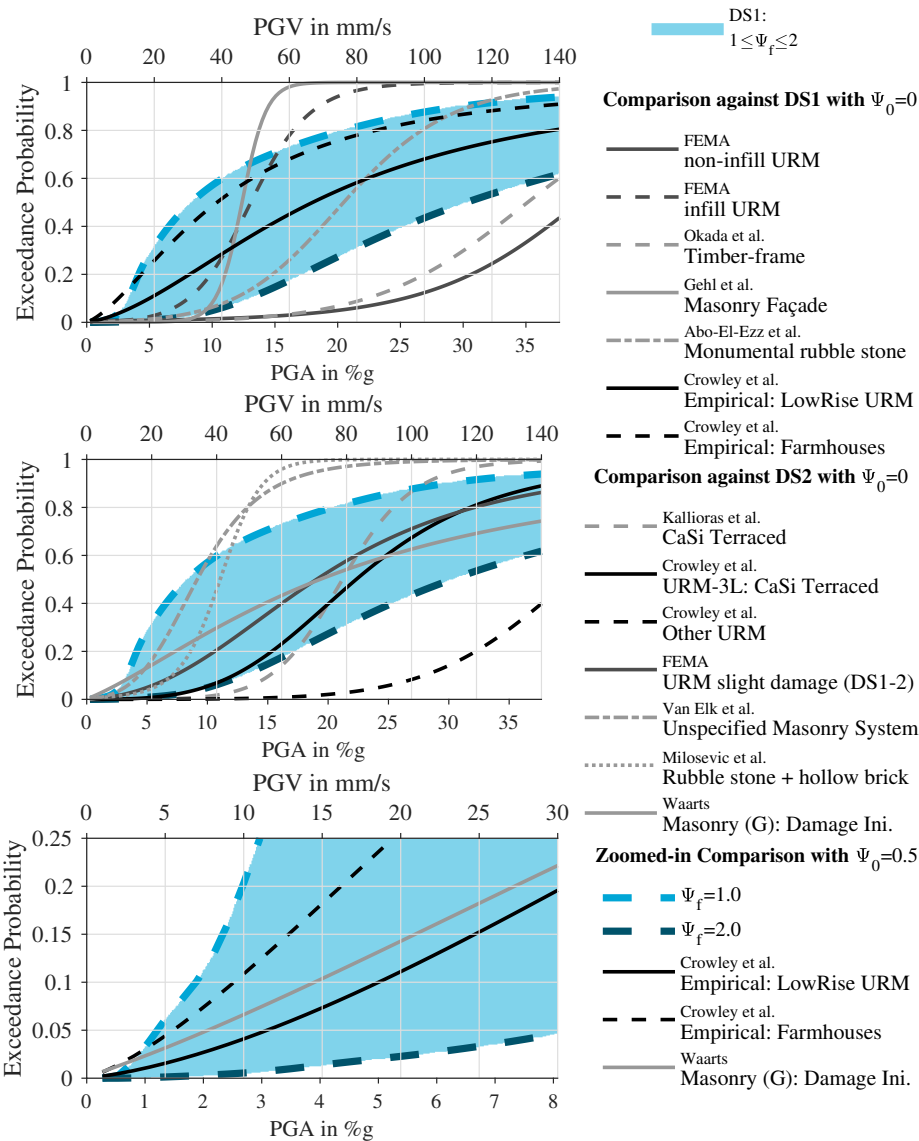 PGV in mm/s
0 20 40 60 80 100 120 140
1
0.8
0.6
0.4
0.2
0
Exceedance Probability
0 5 10 15 20 25 30 35
PGA in %g
PGV in mm/s
0 20 40 60 80 100 120 140
1
0.8
0.6
0.4
0.2
0
Exceedance Probability
0 5 10 15 20 25 30 35
PGA in %g
PGV in mm/s
0 5 10 15 20 25 30
0.25
0.2
0.15
0.1
0.05
0
Exceedance Probability
0 1 2 3 4 5 6 7 8
PGA in %g
DS1:
1≤Ψf≤2
Comparison against DS1 with Ψ0=0
FEMA
non-infill URM
FEMA
infill URM
Okada et al.
Timber-frame
Gehl et al.
Masonry Façade
Abo-El-Ezz et al.
Monumental rubble stone
Crowley et al.
Empirical: LowRise URM
Crowley et al.
Empirical: Farmhouses
Comparison against DS2 with Ψ0=0
Kallioras et al.
CaSi Terraced
Crowley et al.
URM-3L: CaSi Terraced
Crowley et al.
Other URM
FEMA
URM slight damage (DS1-2)
Van Elk et al.
Unspecified Masonry System
Milosevic et al.
Rubble stone + hollow brick
Waarts
Masonry (G): Damage Ini.
Zoomed-in Comparison with Ψ0=0.5
Ψf=1.0
Ψf=2.0
Crowley et al.
Empirical: LowRise URM
Crowley et al.
Empirical: Farmhouses
Waarts
Masonry (G): Damage Ini.